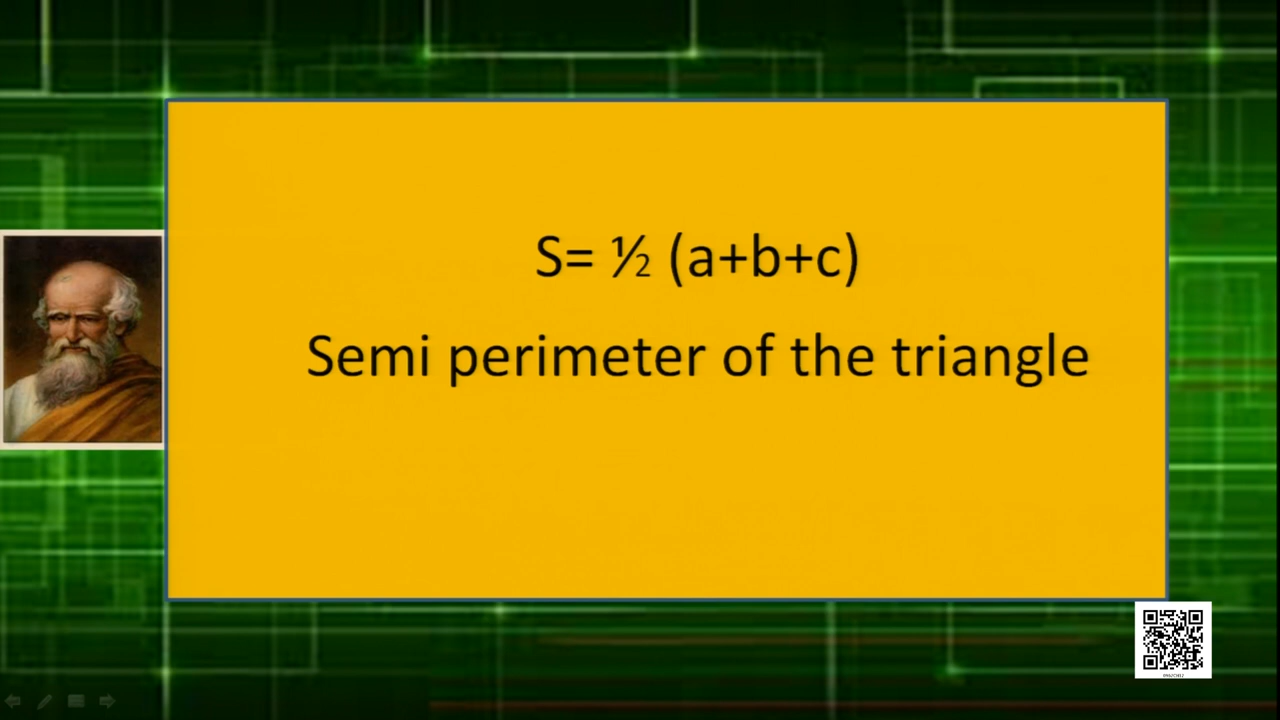 S= ½ (a+b+c)
Semi perimeter of the triangle